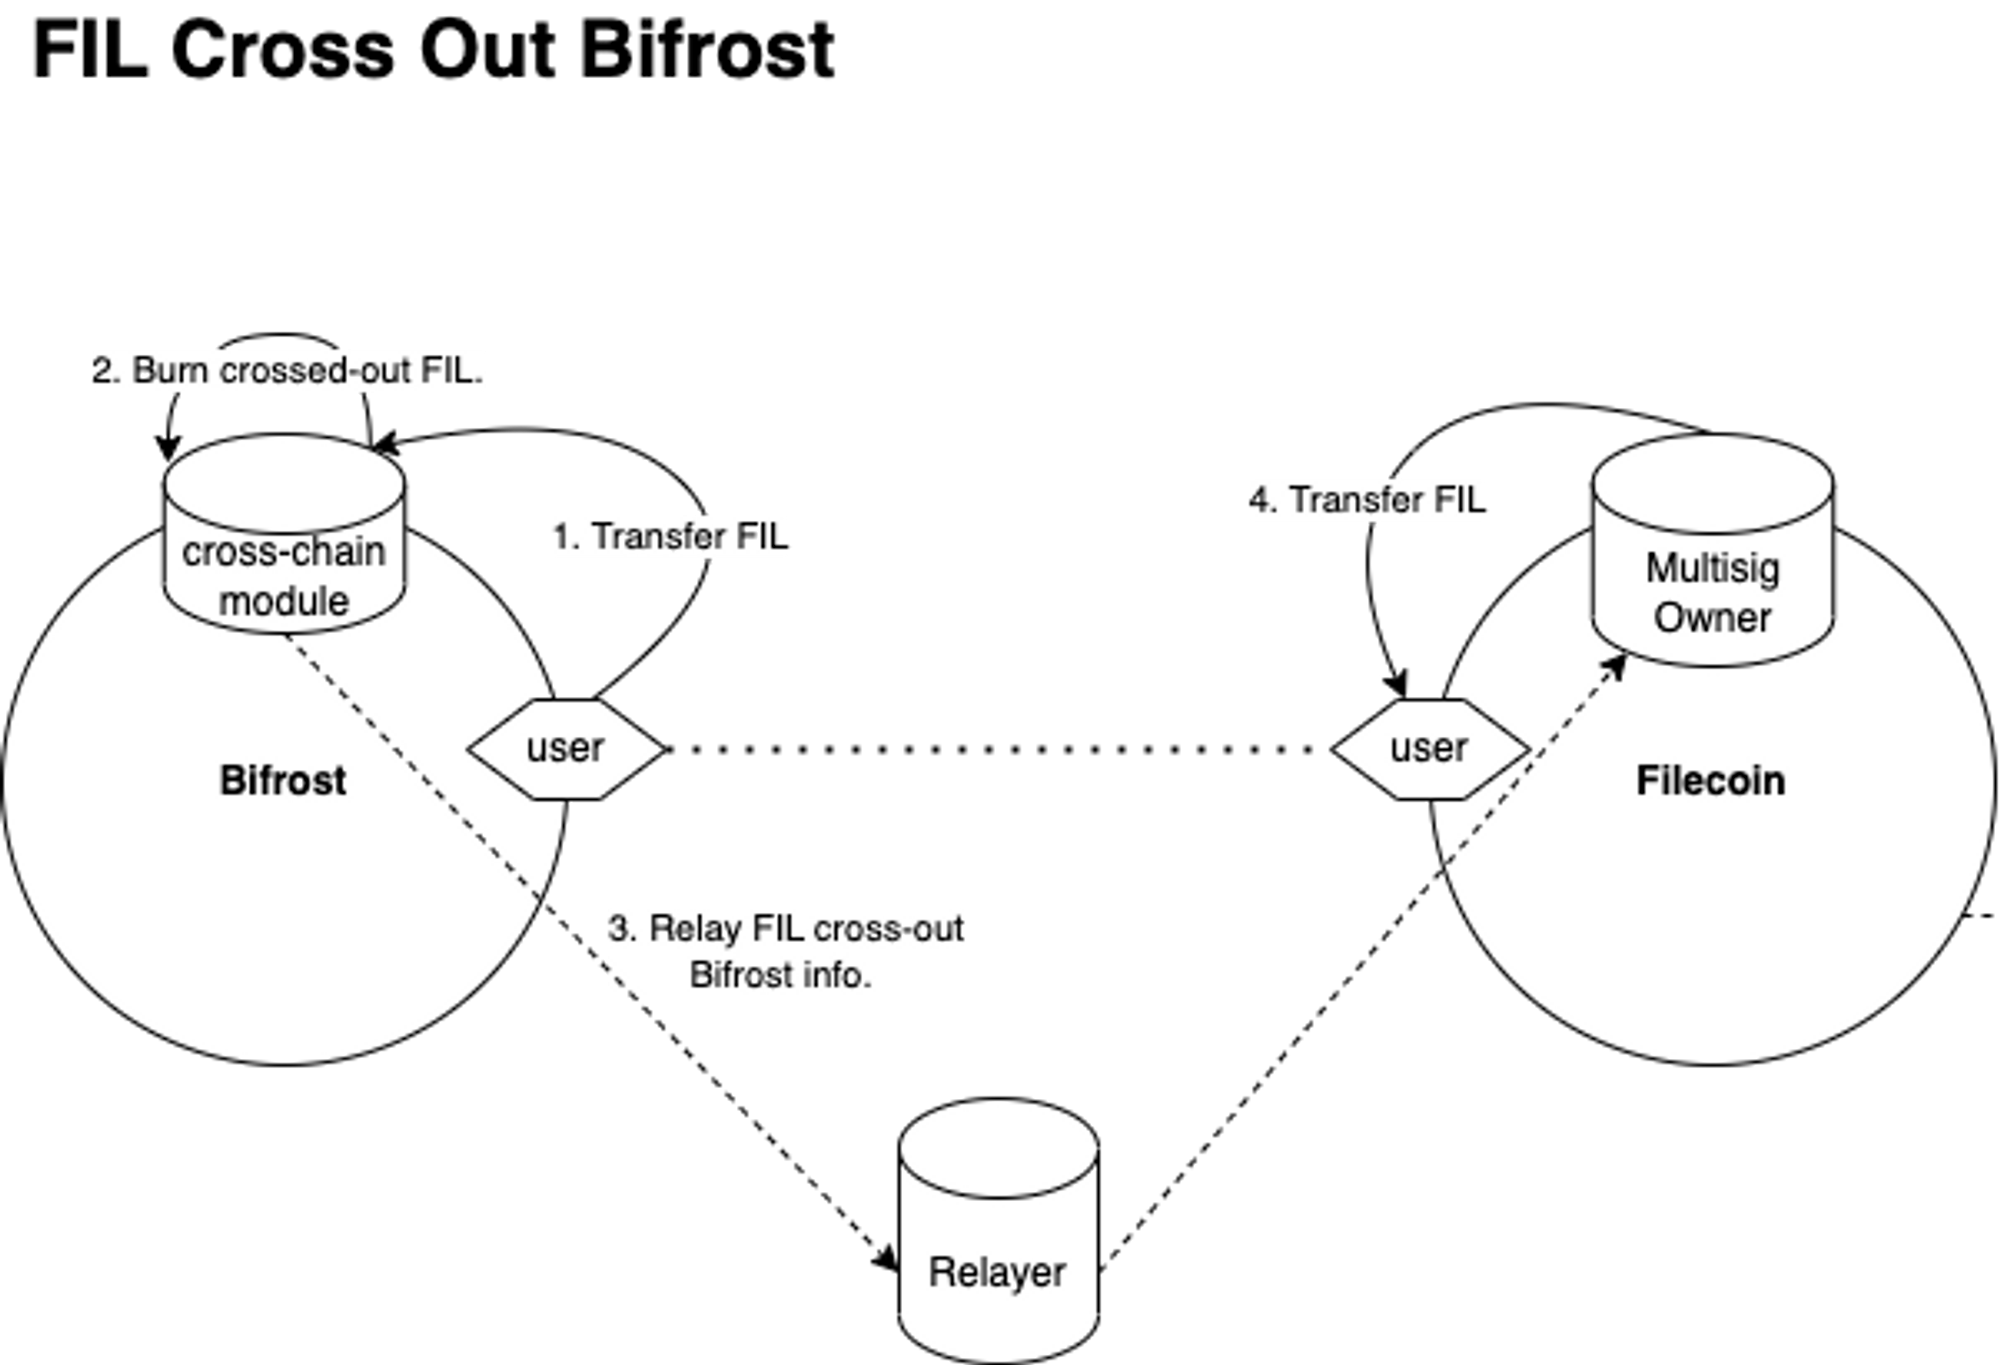 FIL Cross Out Bifrost
2. Burn crossed-out FIL.
1. Transfer FIL
4. Transfer FIL
cross-chain
module
Multisig
Owner
user
user
Bifrost
Filecoin
3. Relay FIL cross-out
Bifrost info.
Relayer